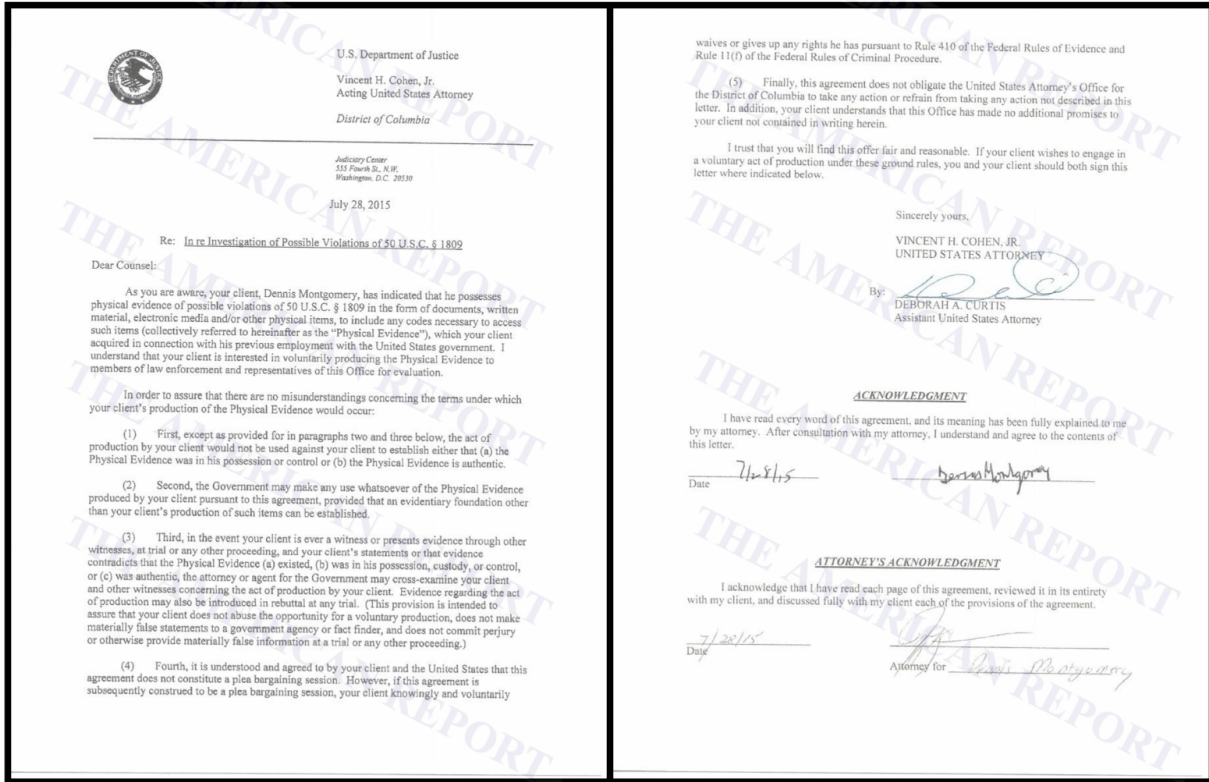 U.S. Department of Justice
Vincent H. Cohen, Jr.
Acting United States Attorney
District of Columbia
Judiciary Center
555 Fourth St., N.W.
Washington, D.C. 20530
July 28, 2015
Re: In re Investigation of Possible Violations of 50 U.S.C. § 1809
Dear Counsel:
As you are aware, your client, Dennis Montgomery, has indicated that he possesses
physical evidence of possible violations of 50 U.S.C. § 1809 in the form of documents, written
material, electronic media and/or other physical items, to include any codes necessary to access
such items (collectively referred to hereinafter as the “Physical Evidence”), which your client
acquired in connection with his previous employment with the United States government. I
understand that your client is interested in voluntarily producing the Physical Evidence to
members of law enforcement and representatives of this Office for evaluation.
In order to assure that there are no misunderstandings concerning the terms under which
your client’s production of the Physical Evidence would occur:
(1) First, except as provided for in paragraphs two and three below, the act of
production by your client would not be used against your client to establish either that (a) the
Physical Evidence was in his possession or control or (b) the Physical Evidence is authentic.
(2) Second, the Government may make any use whatsoever of the Physical Evidence
produced by your client pursuant to this agreement, provided that an evidentiary foundation other
than your client’s production of such items can be established.
(3) Third, in the event your client is ever a witness or presents evidence through other
witnesses, at trial or any other proceeding, and your client’s statements or that evidence
contradicts that the Physical Evidence (a) existed, (b) was in his possession, custody, or control,
or (c) was authentic, the attorney or agent for the Government may cross-examine your client
and other witnesses concerning the act of production by your client. Evidence regarding the act
of production may also be introduced in rebuttal at any trial. (This provision is intended to
assure that your client does not abuse the opportunity for a voluntary production, does not make
materially false statements to a government agency or fact finder, and does not commit perjury
or otherwise provide materially false information at a trial or any other proceeding.)
(4) Fourth, it is understood and agreed to by your client and the United States that this
agreement does not constitute a plea bargaining session. However, if this agreement is
subsequently construed to be a plea bargaining session, your client knowingly and voluntarily
waives or gives up any rights he has pursuant to Rule 410 of the Federal Rules of Evidence and
Rule 11(f) of the Federal Rules of Criminal Procedure.
(5) Finally, this agreement does not obligate the United States Attorney’s Office for
the District of Columbia to take any action or refrain from taking any action not described in this
letter. In addition, your client understands that this Office has made no additional promises to
your client not contained in writing herein.
I trust that you will find this offer fair and reasonable. If your client wishes to engage in
a voluntary act of production under these ground rules, you and your client should both sign this
letter where indicated below.
Sincerely yours,
VINCENT H. COHEN, JR.
UNITED STATES ATTORNEY
By:
DEBORAH A. CURTIS
Assistant United States Attorney
ACKNOWLEDGMENT
I have read every word of this agreement, and its meaning has been fully explained to me
by my attorney. After consultation with my attorney, I understand and agree to the contents of
this letter.
7/28/15 Dennis Montgomery
Date
ATTORNEY’S ACKNOWLEDGMENT
I acknowledge that I have read each page of this agreement, reviewed it in its entirety
with my client, and discussed fully with my client each of the provisions of the agreement.
7/28/15
Date
Attorney for Dennis Montgomery
THE AMERICAN REPORT